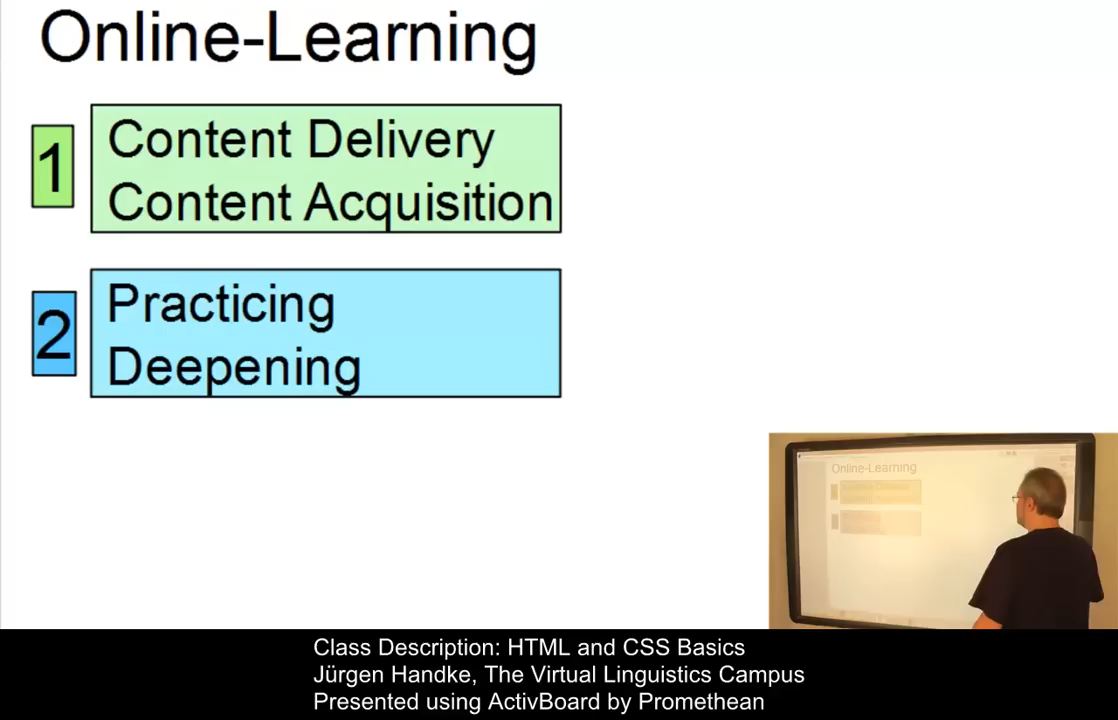 Online-Learning
1
Content Delivery
Content Acquisition
2
Practicing
Deepening
Online-Learning
Class Description: HTML and CSS Basics
Jürgen Handke, The Virtual Linguistics Campus
Presented using ActivBoard by Promethean